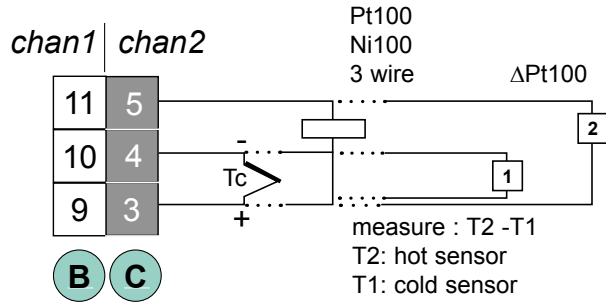 Pt100
Ni100
3 wire
ΔPt100
chan1 chan2
11 5
10 4
9 3
-
Tc
+
1
2
measure : T2 -T1
T2: hot sensor
T1: cold sensor
B C